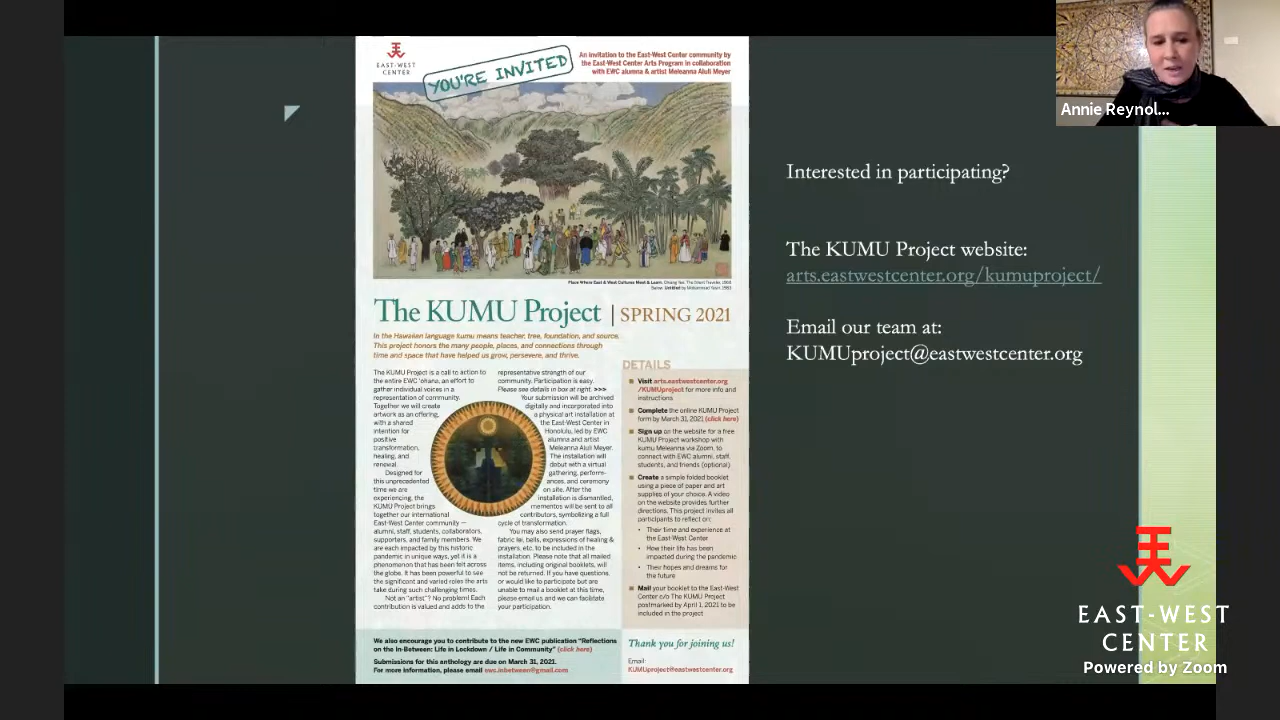 EAST-WEST
CENTER
YOU'RE INVITED
An invitation to the East-West Center community by
the East-West Center Arts Program in collaboration
with EWC alumna & artist Meleanna Aluli Meyer
Place Where East & West Cultures Meet & Learn, Chiang Yee, The Silent Traveller, 1960
The KUMU Project | SPRING 2021
In the Hawaiian language kumu means teacher, tree, foundation, and source.
This project honors the many people, places, and connections through
time and space that have helped us grow, persevere, and thrive.
The KUMU Project is a call to action to
the entire EWC 'ohana, an effort to
gather individual voices in a
representation of community.
Together we will create
artwork as an offering,
with a shared
intention for
positive
transformation,
healing, and
renewal.
Designed for
this unprecedented
time we are
experiencing, the
KUMU Project brings
together our international
East-West Center community —
alumni, staff, students, collaborators,
supporters, and family members. We
are each impacted by this historic
pandemic in unique ways, yet it is a
phenomenon that has been felt across
the globe. It has been powerful to see
the significant and varied roles the arts
take during such challenging times.
Not an "artist"? No problem! Each
contribution is valued and adds to the
representative strength of our
community. Participation is easy.
Please see details in box at right. >>>
Your submission will be archived
digitally and incorporated into
a physical art installation at
the East-West Center in
Honolulu, led by EWC
alumna and artist
Meleanna Aluli Meyer.
The installation will
debut with a virtual
gathering, perform-
ances, and ceremony
on site. After the
installation is dismantled,
mementos will be sent to all
contributors, symbolizing a full
cycle of transformation.
You may also send prayer flags,
fabric lei, bells, expressions of healing &
prayers, etc. to be included in the
installation. Please note that all mailed
items, including original booklets, will
not be returned. If you have questions
or would like to participate but are
unable to mail a booklet at this time,
please email us and we can facilitate
your participation.
DETAILS
Visit arts.eastwestcenter.org
/KUMUproject for more info and
instructions
Complete the online KUMU Project
form by March 31, 2021 (click here)
Sign up on the website for a free
KUMU Project workshop with
kumu Meleanna via Zoom, to
connect with EWC alumni, staff,
students, and friends (optional).
Create a simple folded booklet
using a piece of paper and art
supplies of your choice. A video
on the website provides further
directions. This project invites all
participants to reflect on:
• Their time and experience at
the East-West Center
• How their life has been
impacted during the pandemic
• Their hopes and dreams for
the future
Mail your booklet to the East-West
Center c/o The KUMU Project
postmarked by April 1, 2021 to be
included in the project
We also encourage you to contribute to the new EWC publication "Reflections
on the In-Between: Life in Lockdown / Life in Community" (click here)
Submissions for this anthology are due on March 31, 2021.
For more information, please email ewc.inbetween@gmail.com
Thank you for joining us!
Email:
KUMUproject@eastwestcenter.org
Interested in participating?
The KUMU Project website:
arts.eastwestcenter.org/kumuproject/
Email our team at:
KUMUproject@eastwestcenter.org
Annie Reynol...
EAST-WEST
CENTER
Powered by Zoom